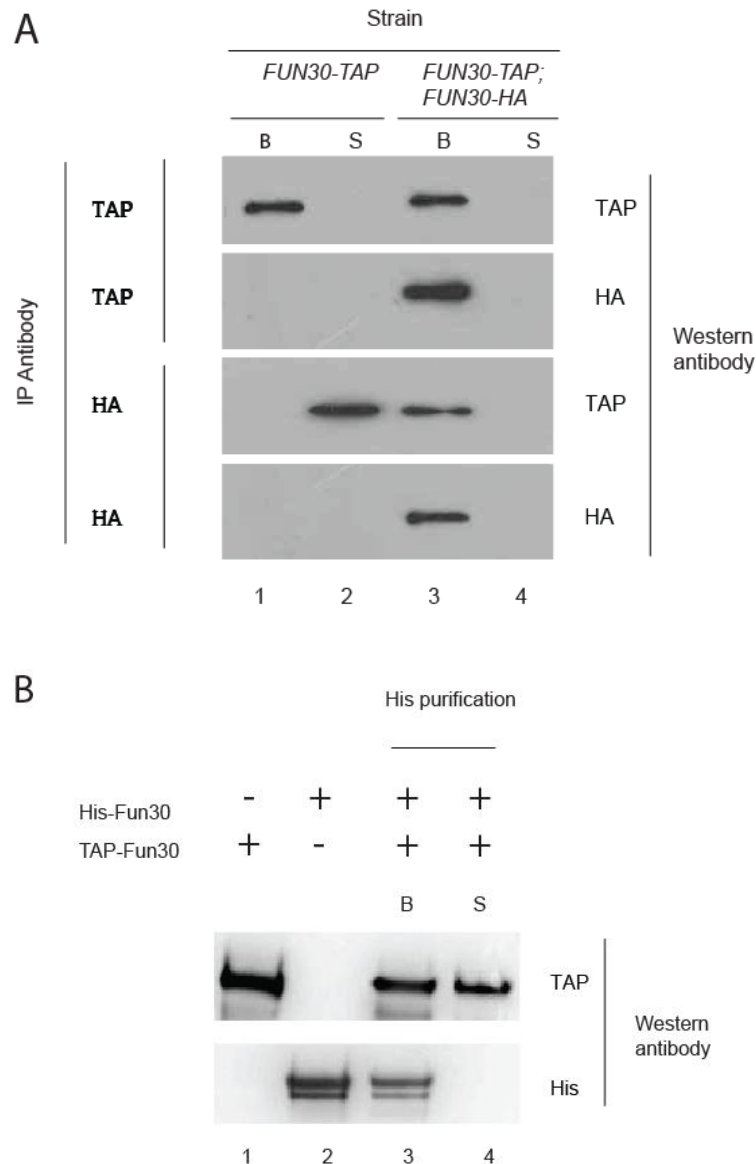 A
Strain
FUN30-TAP
FUN30-TAP;
FUN30-HA
B S B S
IP Antibody
TAP TAP
TAP HA
HA TAP
HA HA
Western
antibody
1 2 3 4
B
His purification
His-Fun30 - + + +
TAP-Fun30 + - + +
B S
TAP
His
Western
antibody
1 2 3 4